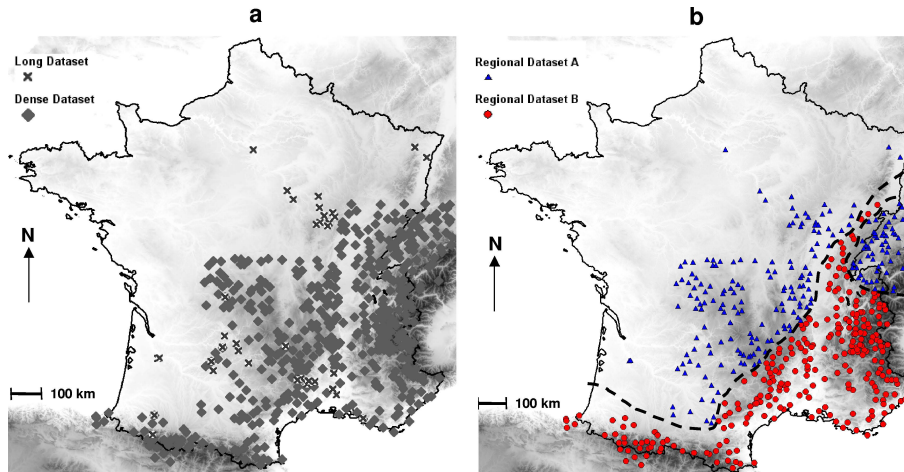 a
Long Dataset
Dense Dataset
N
100 km
b
Regional Dataset A
Regional Dataset B
N
100 km